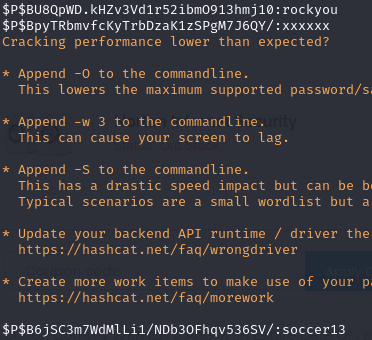 $P$BU8QpWD.kHZv3Vd1r52ibmO913hmj10:rockyou
$P$BpyTRbmvfcKyTrbDzaK1zSPgM7J6QY/:xxxxxx
Cracking performance lower than expected?
* Append -O to the commandline.
This lowers the maximum supported password/sa
* Append -w 3 to the commandline.
This can cause your screen to lag.
* Append -S to the commandline.
This has a drastic speed impact but can be be
Typical scenarios are a small wordlist but a
* Update your backend API runtime / driver the
https://hashcat.net/faq/wrongdriver
* Create more work items to make use of your pa
https://hashcat.net/faq/morework
$P$B6jSC3m7WdMlLi1/NDb3OFhqv536SV/:soccer13